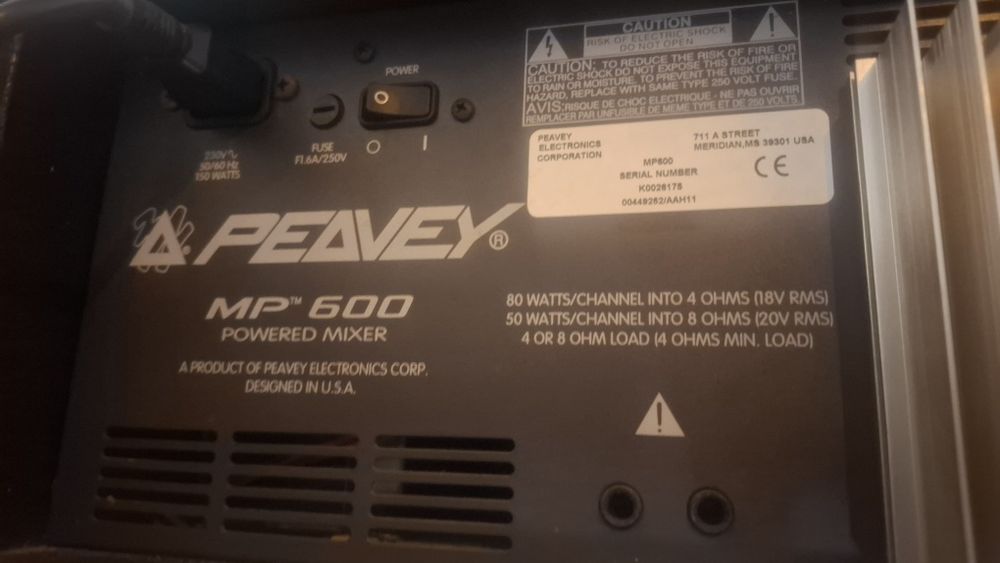 CAUTION
RISK OF ELECTRIC SHOCK
DO NOT OPEN
CAUTION: TO REDUCE THE RISK OF FIRE OR
ELECTRIC SHOCK DO NOT EXPOSE THIS EQUIPMENT
TO RAIN OR MOISTURE. TO PREVENT THE RISK OF FIRE
HAZARD, REPLACE WITH SAME TYPE 250 VOLT FUSE.
AVIS: RISQUE DE CHOC ELECTRIQUE - NE PAS OUVRIR
REMPLACER PAR UNFUSIBLE DE MEME TYPE ET DE 250 VOLTS.
POWER
O I
FUSE
F1.6A/250V
230V~
50/60 Hz
150 WATTS
PEAVEY
ELECTRONICS
CORPORATION
711 A STREET
MERIDIAN, MS 39301 USA
MP600
SERIAL NUMBER
K0026175
00449262/AAH11
CE
PEAVEY®
MP™ 600
POWERED MIXER
A PRODUCT OF PEAVEY ELECTRONICS CORP.
DESIGNED IN U.S.A.
80 WATTS/CHANNEL INTO 4 OHMS (18V RMS)
50 WATTS/CHANNEL INTO 8 OHMS (20V RMS)
4 OR 8 OHM LOAD (4 OHMS MIN. LOAD)